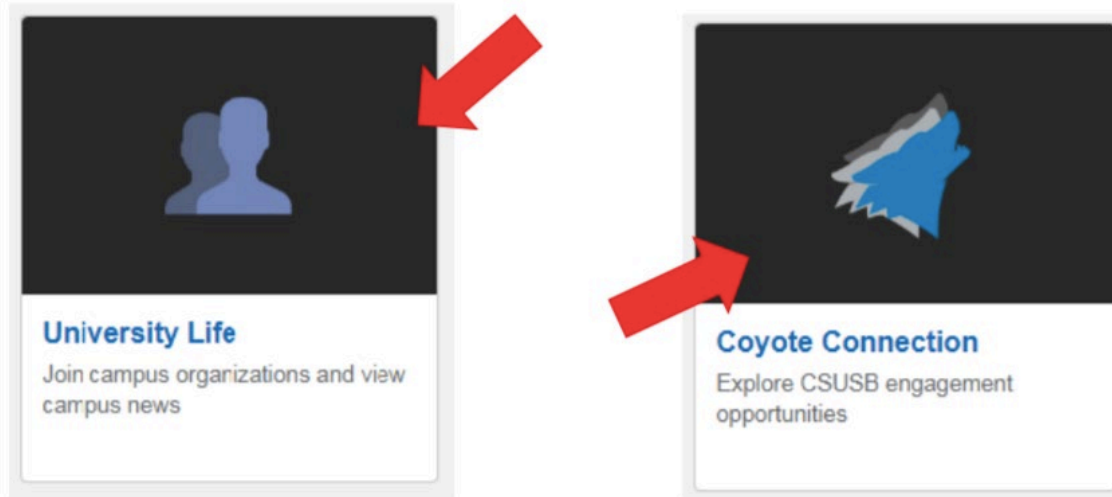 University Life
Join campus organizations and view
campus news
Coyote Connection
Explore CSUSB engagement
opportunities